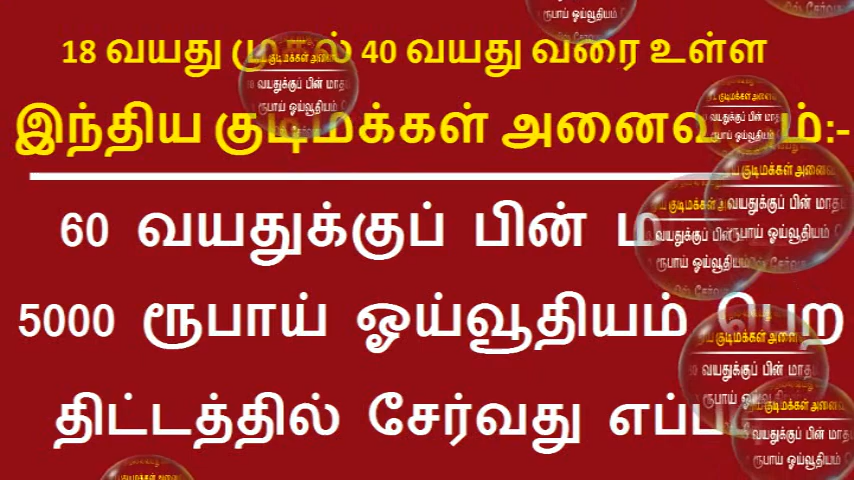 18 வயது முதல் 40 வயது வரை உள்ள
இந்திய குடிமக்கள் அனைவரும்:-
60 வயதுக்குப் பின்
5000 ரூபாய் ஓய்வூதியம் பெற
திட்டத்தில் சேர்வது